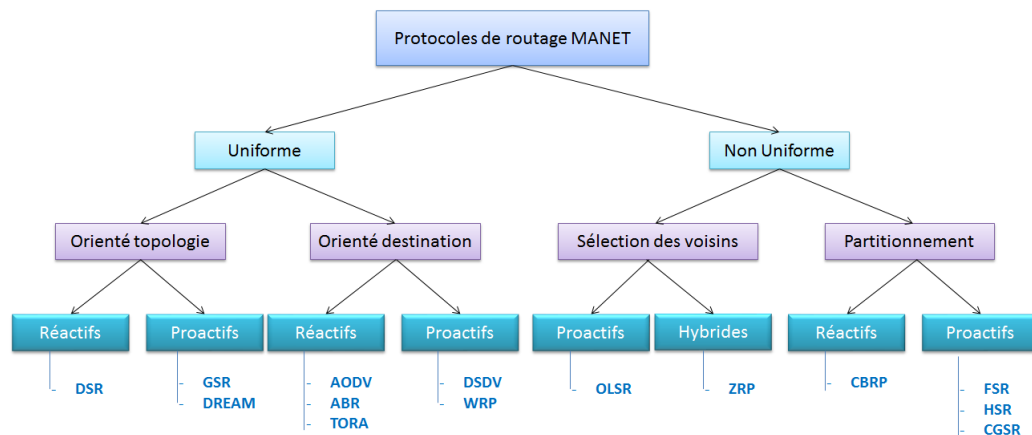 Protocoles de routage MANET
Uniforme
Non Uniforme
Orienté topologie
Orienté destination
Sélection des voisins
Partitionnement
Réactifs
Proactifs
Réactifs
Proactifs
Proactifs
Hybrides
Réactifs
Proactifs
- DSR
- GSR
- DREAM
- AODV
- ABR
- TORA
- DSDV
- WRP
- OLSR
- ZRP
- CBRP
- FSR
- HSR
- CGSR